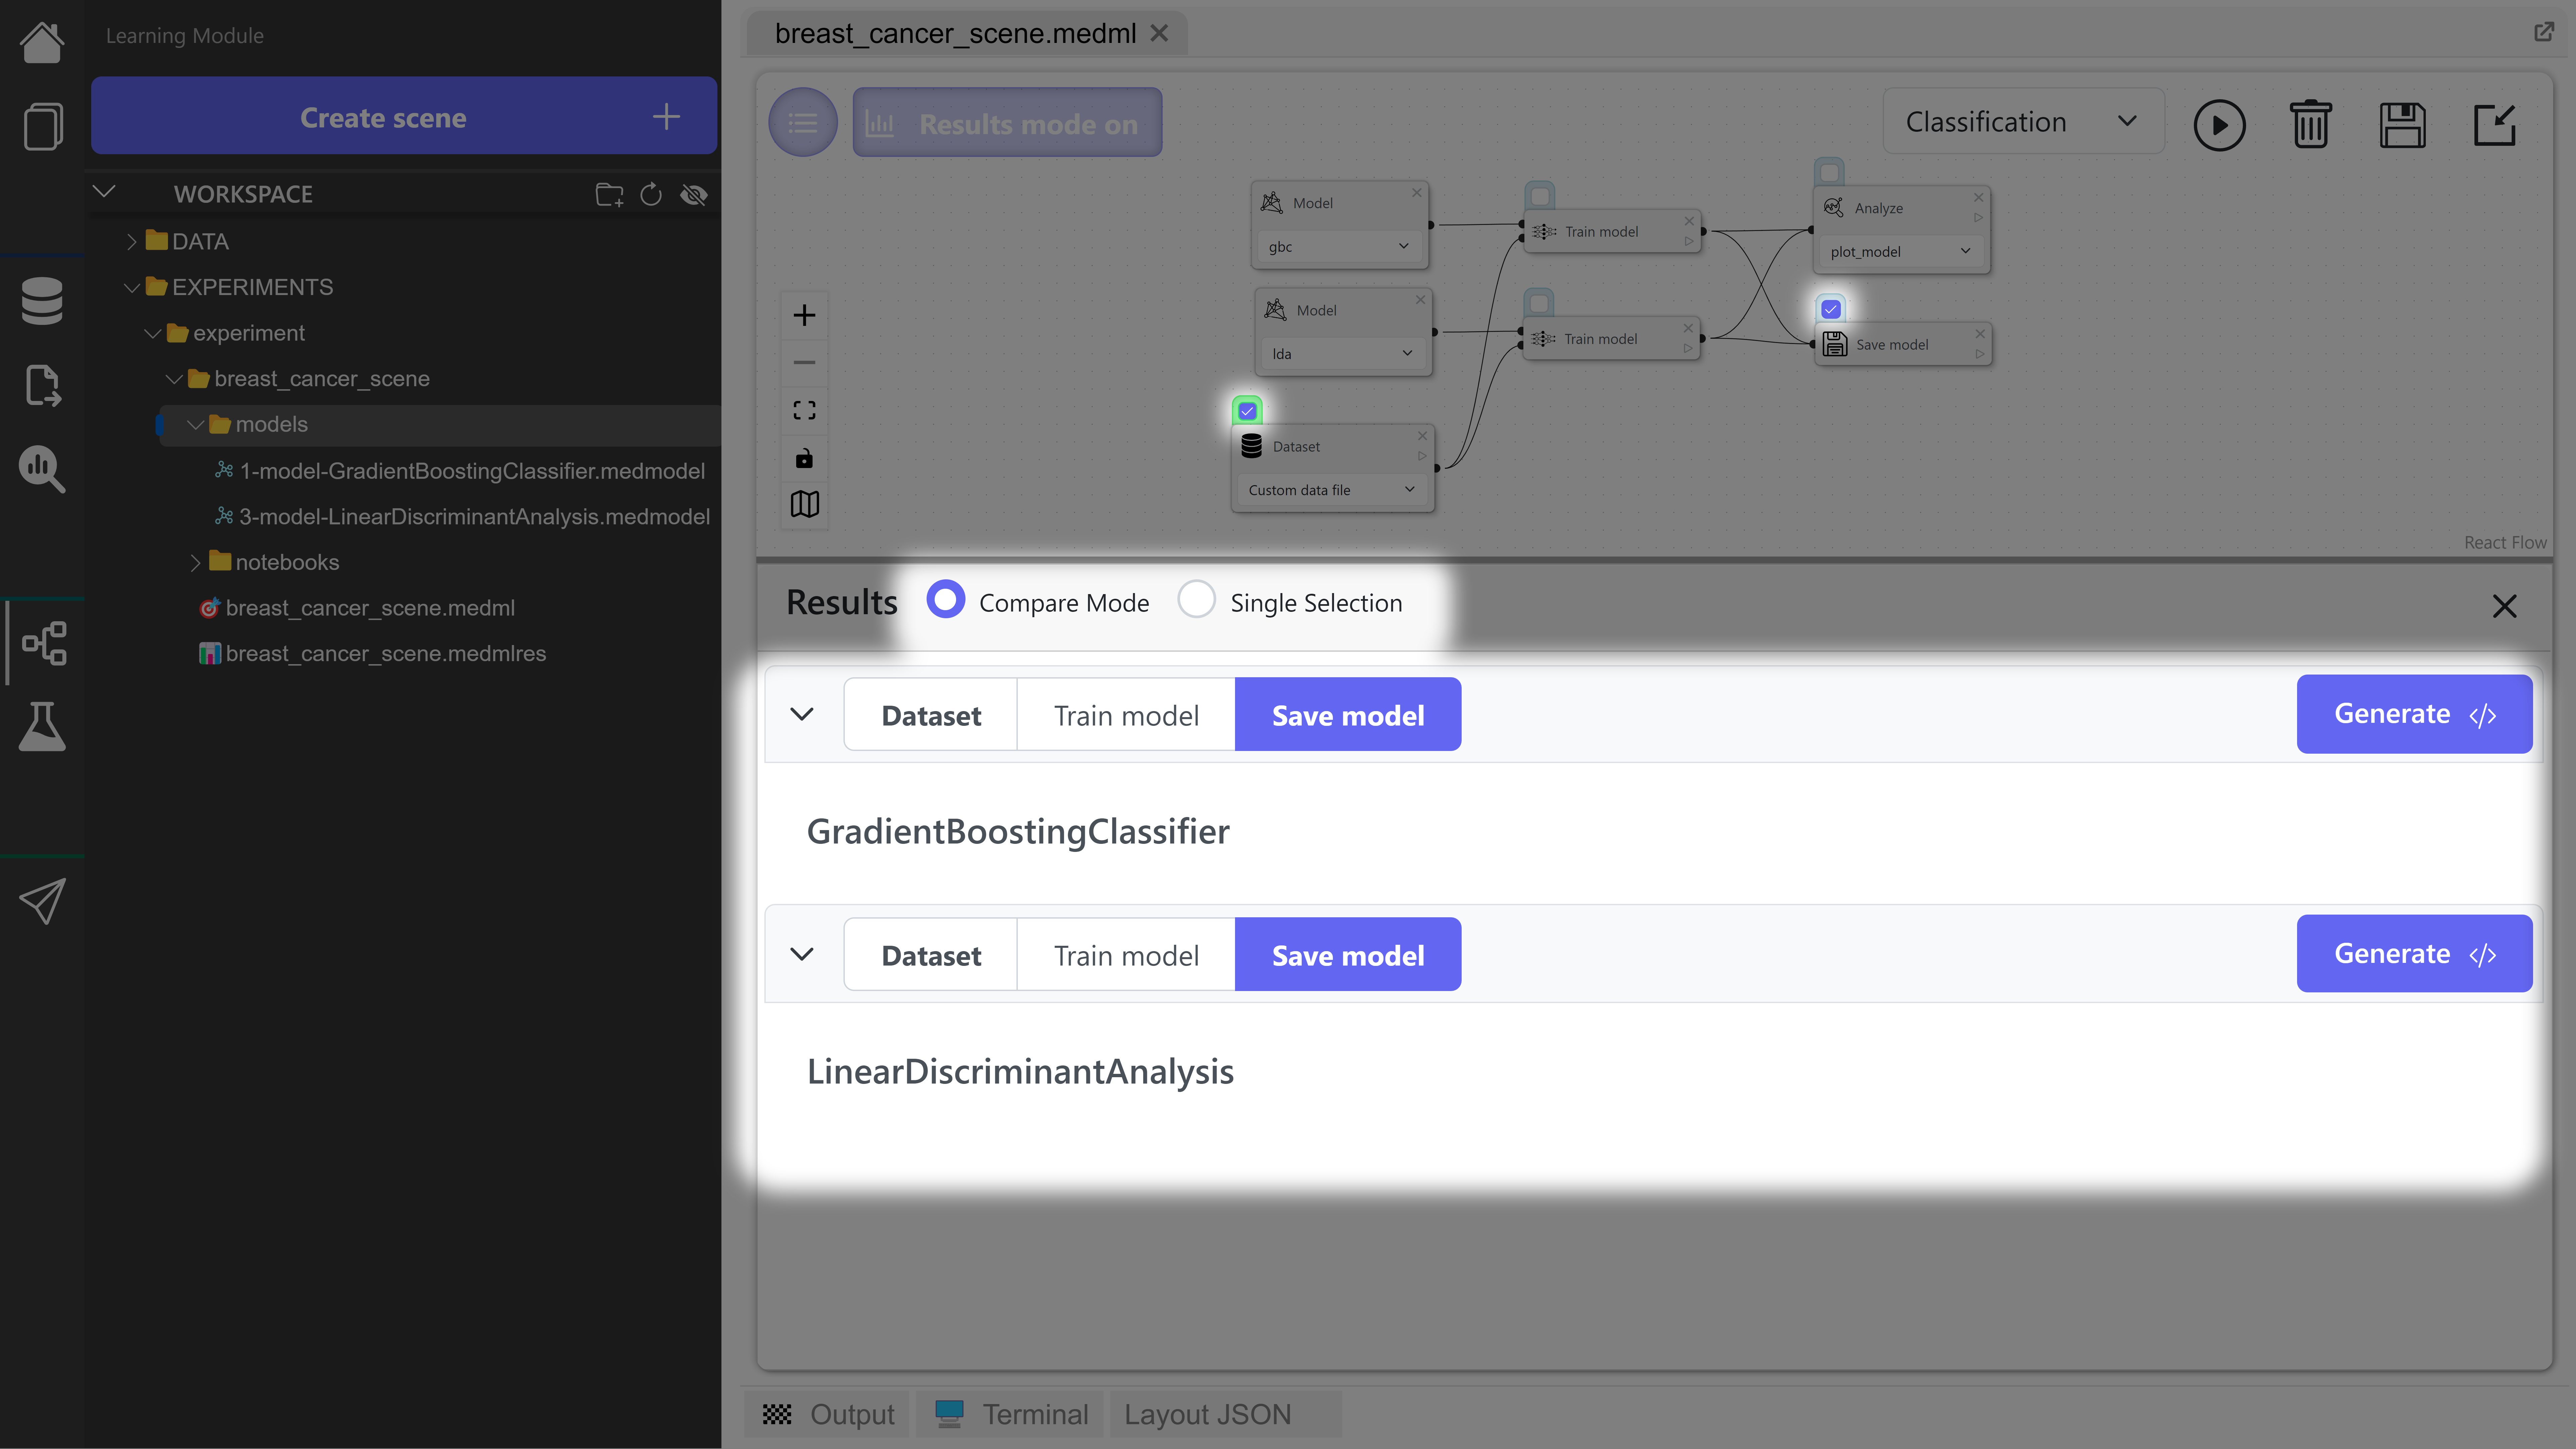 Learning Module
Create scene
WORKSPACE
DATA
EXPERIMENTS
experiment
breast_cancer_scene
models
1-model-GradientBoostingClassifier.medmodel
3-model-LinearDiscriminantAnalysis.medmodel
notebooks
breast_cancer_scene.medml
breast_cancer_scene.medmlres
breast_cancer_scene.medml
Results mode on
Classification
Model
gbc
Train model
Analyze
plot_model
Model
lda
Train model
Save model
Dataset
Custom data file
React Flow
Results Compare Mode Single Selection
Dataset Train model Save model Generate </>
GradientBoostingClassifier
Dataset Train model Save model Generate </>
LinearDiscriminantAnalysis
Output Terminal Layout JSON